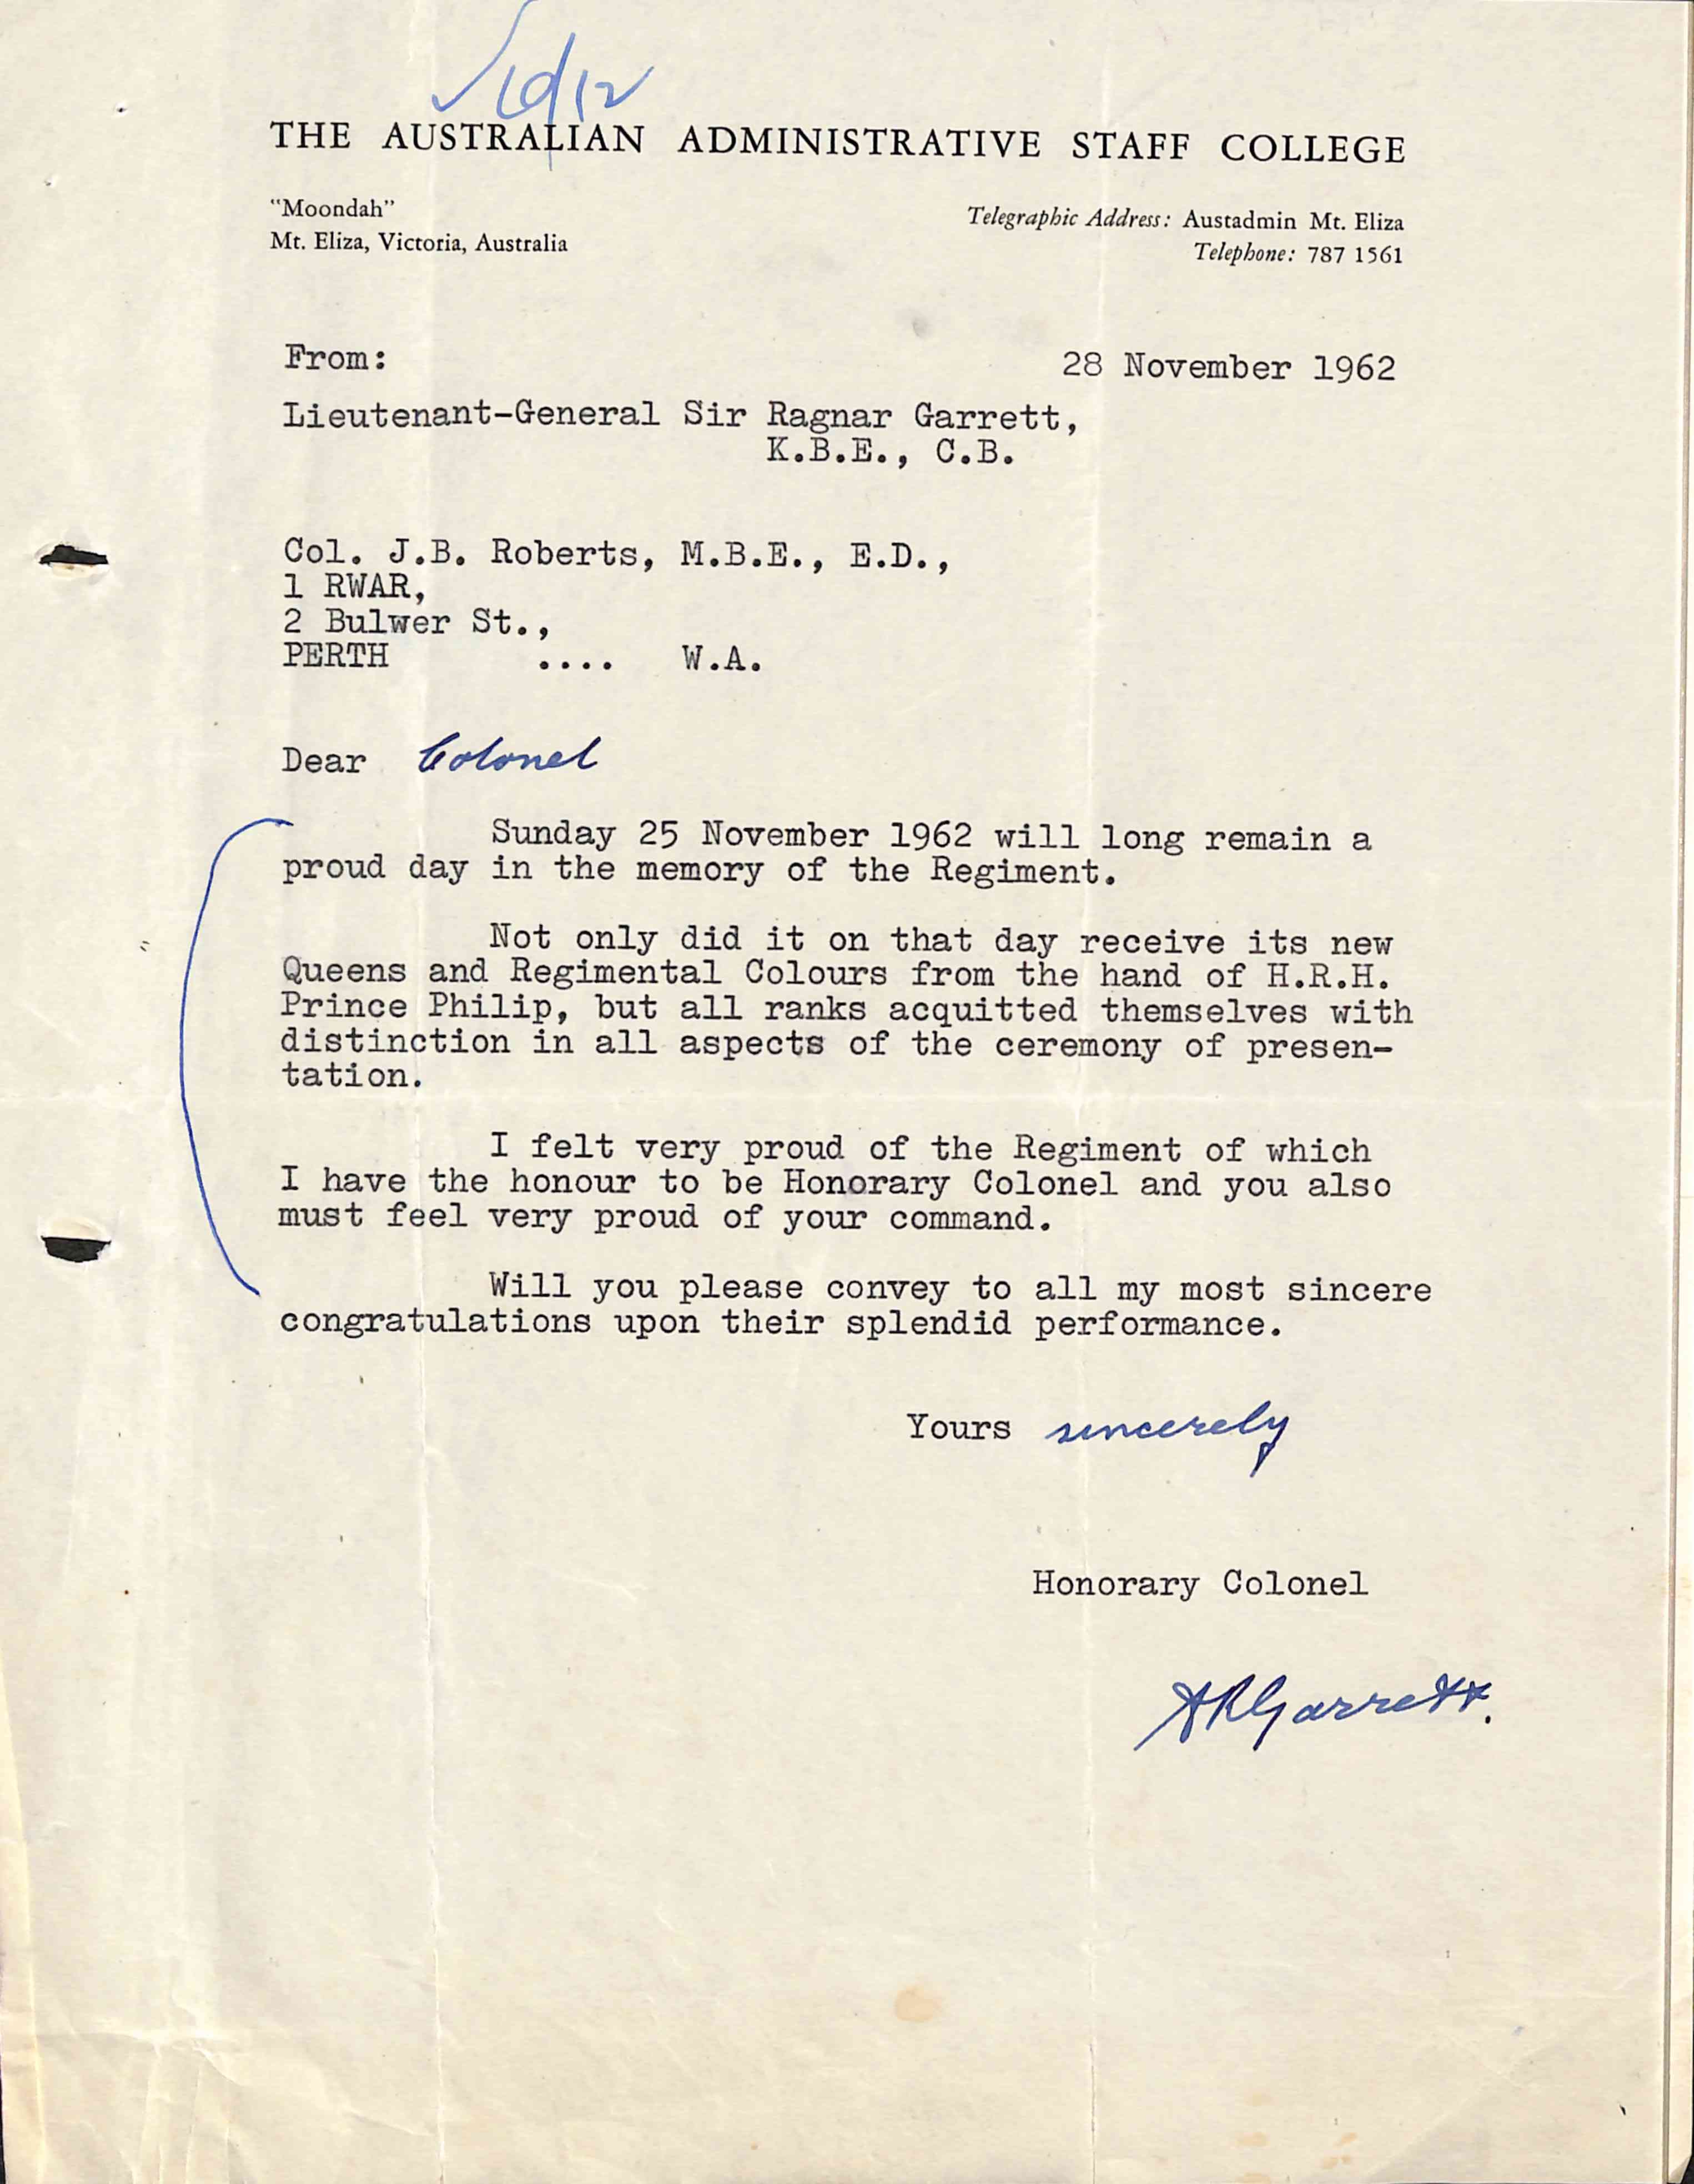 THE AUSTRALIAN ADMINISTRATIVE STAFF COLLEGE
"Moondah"
Mt. Eliza, Victoria, Australia
Telegraphic Address: Austadmin Mt. Eliza
Telephone: 787 1561
From:
28 November 1962
Lieutenant-General Sir Ragnar Garrett,
K.B.E., C.B.
Col. J.B. Roberts, M.B.E., E.D.,
1 RWAR,
2 Bulwer St.,
PERTH .... W.A.
Dear Colonel
Sunday 25 November 1962 will long remain a
proud day in the memory of the Regiment.
Not only did it on that day receive its new
Queens and Regimental Colours from the hand of H.R.H.
Prince Philip, but all ranks acquitted themselves with
distinction in all aspects of the ceremony of presen-
tation.
I felt very proud of the Regiment of which
I have the honour to be Honorary Colonel and you also
must feel very proud of your command.
Will you please convey to all my most sincere
congratulations upon their splendid performance.
Yours sincerely
Honorary Colonel
ARGarrett.